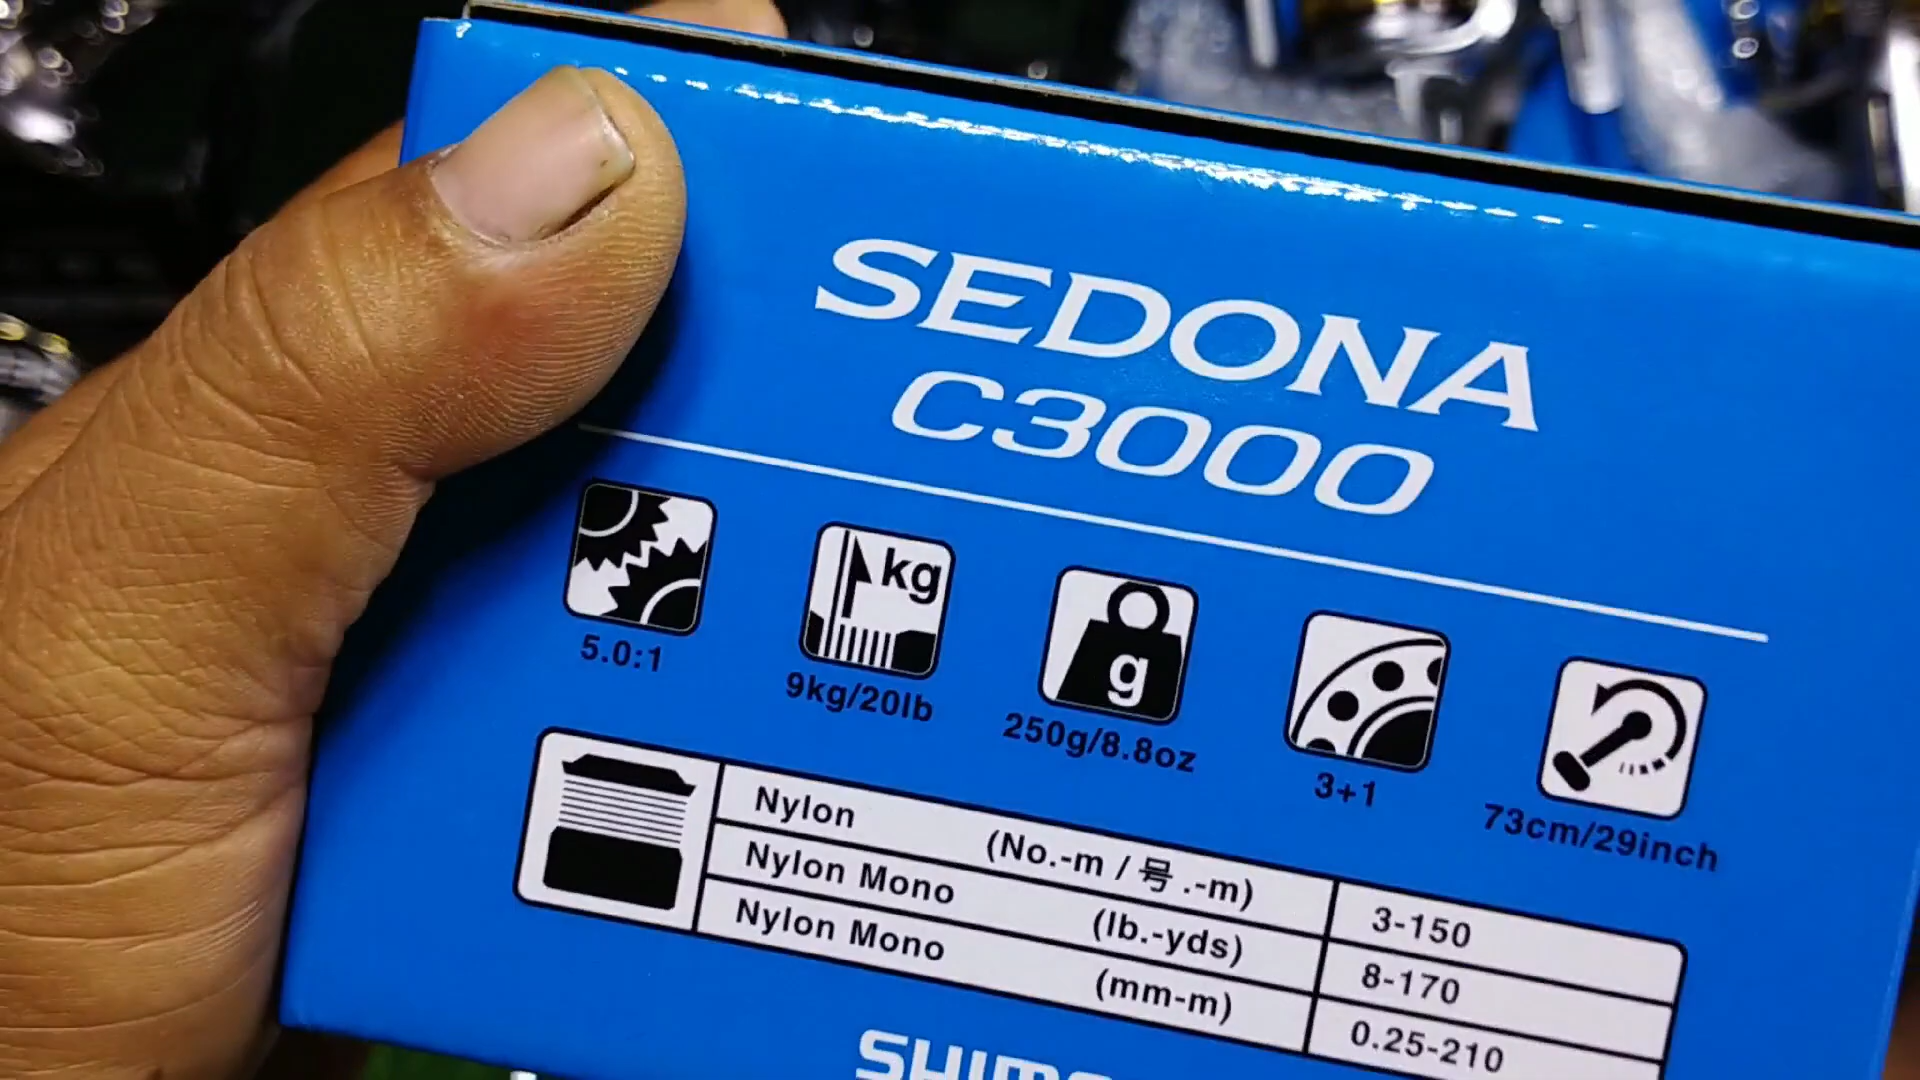 SEDONA
C3000
kg
g
5.0:1
9kg/20lb
250g/8.8oz
3+1
73cm/29inch
Nylon (No.-m / 号.-m) 3-150
Nylon Mono (lb.-yds) 8-170
Nylon Mono (mm-m) 0.25-210